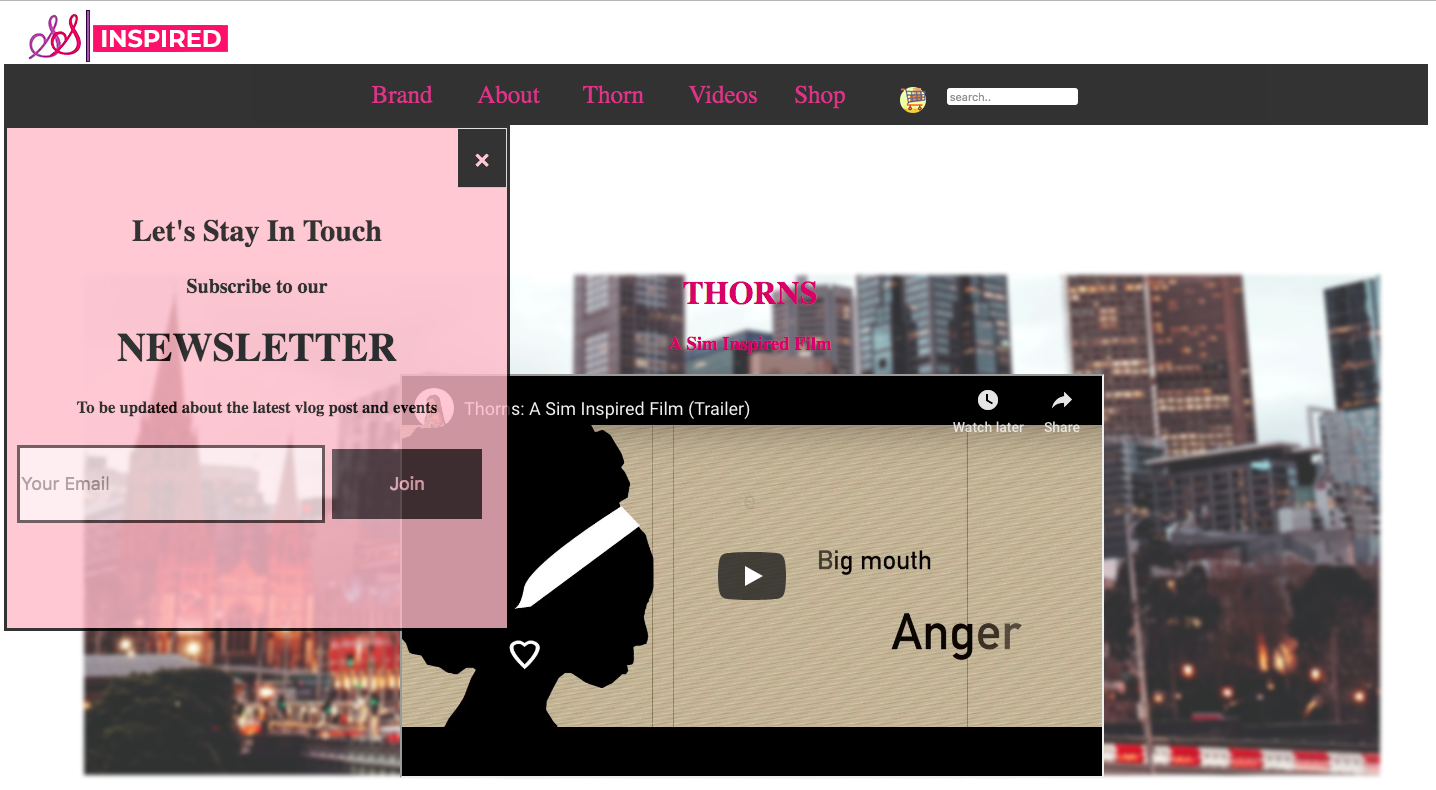 SS INSPIRED
Brand About Thorn Videos Shop search..
×
Let's Stay In Touch
Subscribe to our
NEWSLETTER
To be updated about the latest vlog post and events
Your Email Join
THORNS
A Sim Inspired Film
Thorns: A Sim Inspired Film (Trailer)
Watch later Share
Big mouth
Anger